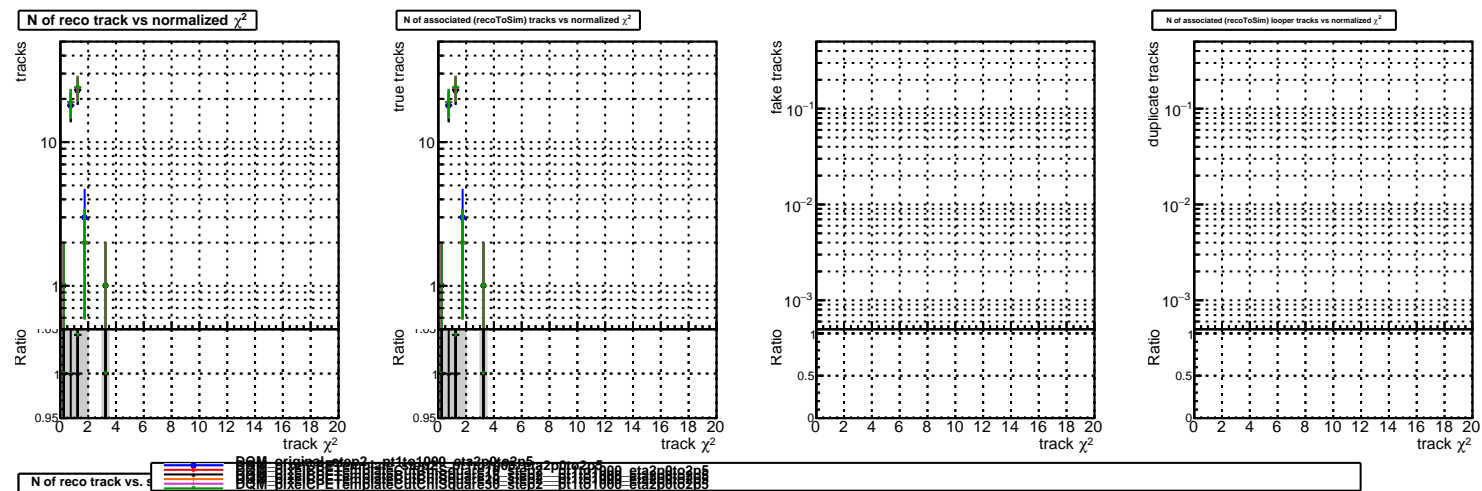 N of reco track vs normalized χ²
tracks
10
1
1.05
Ratio
1
0.95
0 2 4 6 8 10 12 14 16 18 20
track χ²
N of associated (recoToSim) tracks vs normalized χ²
true tracks
10
1
1.05
Ratio
1
0.95
0 2 4 6 8 10 12 14 16 18 20
track χ²
fake tracks
10⁻¹
10⁻²
10⁻³
Ratio
1
0.5
0
0 2 4 6 8 10 12 14 16 18 20
track χ²
N of associated (recoToSim) looper tracks vs normalized χ²
duplicate tracks
10⁻¹
10⁻²
10⁻³
Ratio
1
0.5
0
0 2 4 6 8 10 12 14 16 18 20
track χ²
N of reco track vs.